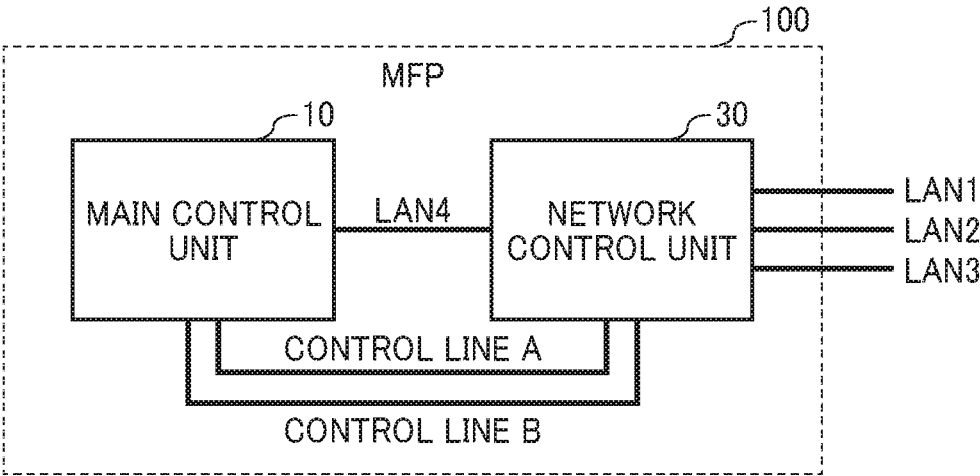 100
MFP
10
30
MAIN CONTROL
UNIT
LAN4
NETWORK
CONTROL UNIT
LAN1
LAN2
LAN3
CONTROL LINE A
CONTROL LINE B